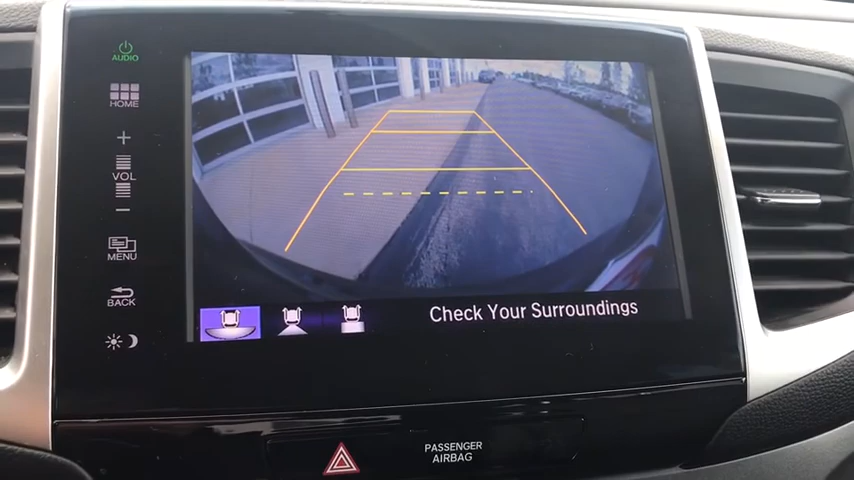 AUDIO
HOME
+
VOL
−
MENU
BACK
Check Your Surroundings
PASSENGER
AIRBAG